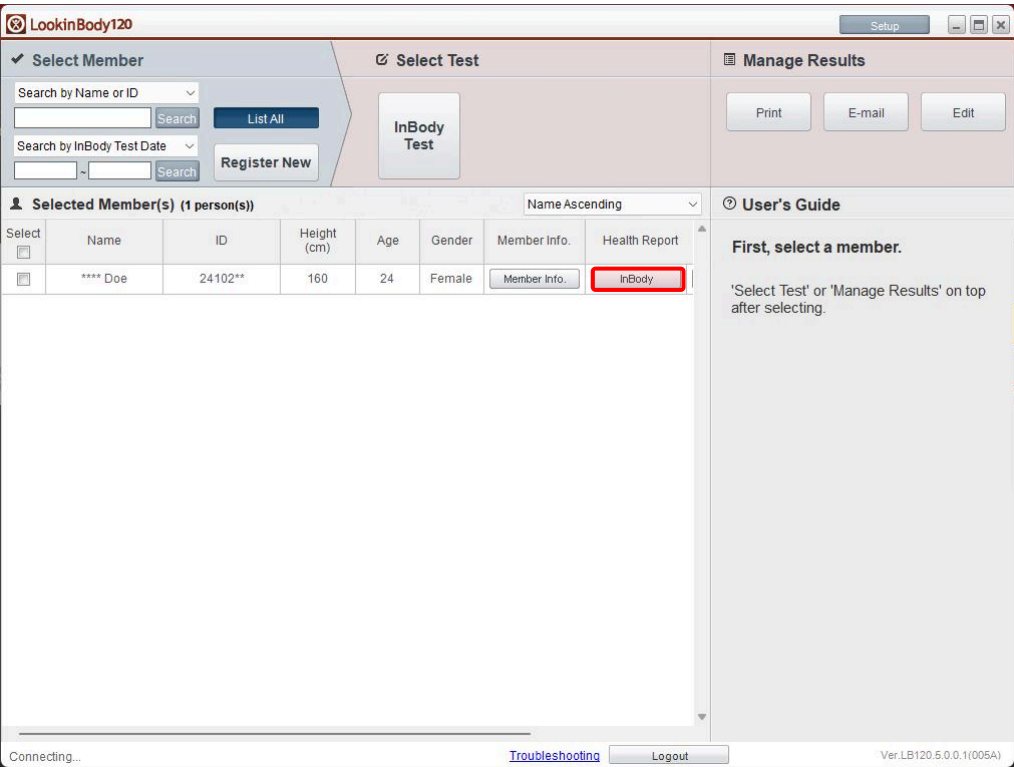 LookinBody120
Setup
Select Member
Select Test
Manage Results
Search by Name or ID
Search
List All
Search by InBody Test Date
~
Search
Register New
InBody
Test
Print
E-mail
Edit
Selected Member(s) (1 person(s))
Name Ascending
User's Guide
Select
Name
ID
Height
(cm)
Age
Gender
Member Info.
Health Report
**** Doe
24102**
160
24
Female
Member Info.
InBody
First, select a member.
'Select Test' or 'Manage Results' on top
after selecting.
Connecting...
Troubleshooting
Logout
Ver.LB120.5.0.0.1(005A)